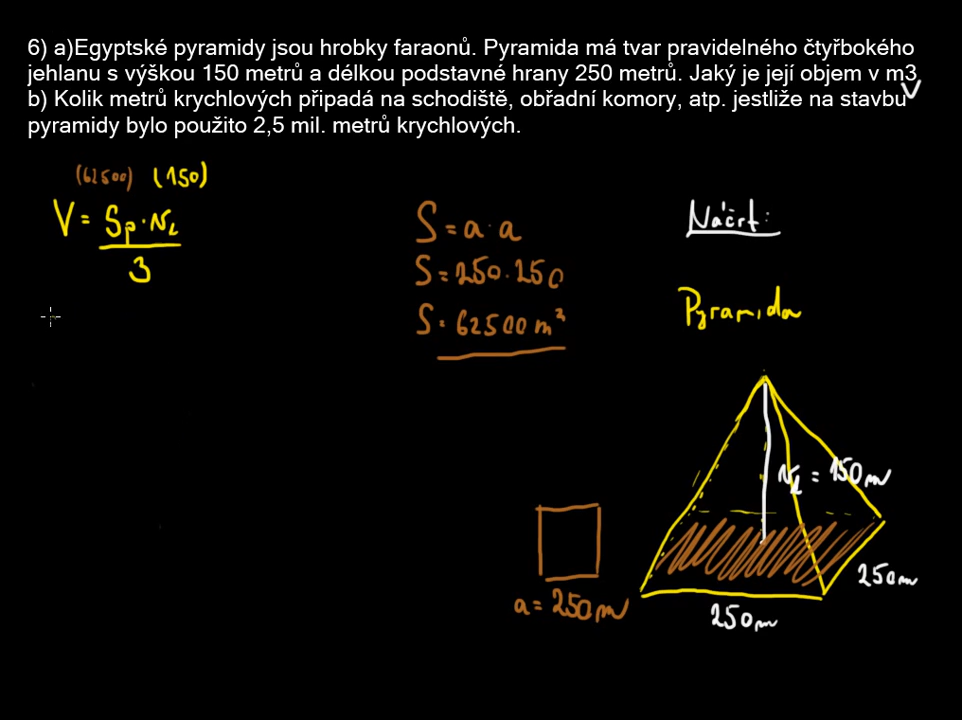 6) a)Egyptské pyramidy jsou hrobky faraonů. Pyramida má tvar pravidelného čtyřbokého
jehlanu s výškou 150 metrů a délkou podstavné hrany 250 metrů. Jaký je její objem v m3,
b) Kolik metrů krychlových připadá na schodiště, obřadní komory, atp. jestliže na stavbu
pyramidy bylo použito 2,5 mil. metrů krychlových.
(62500) (150)
V = Sp · v₂
3
S = a · a
S = 250 . 250
S = 62500 m²
Náčrt:
Pyramida
v₂ = 150m
250m
250m
a = 250m